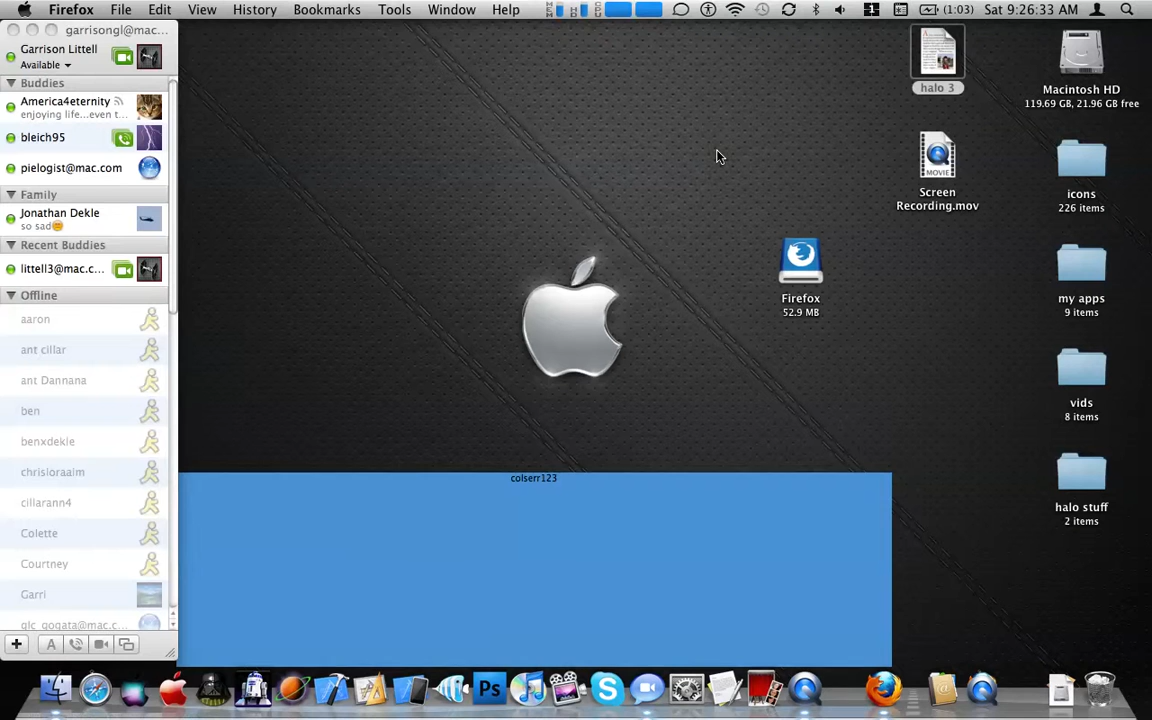 Firefox File Edit View History Bookmarks Tools Window Help (1:03) Sat 9:26:33 AM
garrisongl@mac...
Garrison Littell
Available
Buddies
America4eternity
enjoying life...even t...
bleich95
pielogist@mac.com
Family
Jonathan Dekle
so sad
Recent Buddies
littell3@mac.c...
Offline
aaron
ant cillar
ant Dannana
ben
benxdekle
chrisloraaim
cillarann4
Colette
Courtney
Garri
glc_gogata@mac.c...
A
colserr123
halo 3
Macintosh HD
119.69 GB, 21.96 GB free
MOVIE
Screen
Recording.mov
icons
226 items
Firefox
52.9 MB
my apps
9 items
vids
8 items
halo stuff
2 items
Ps